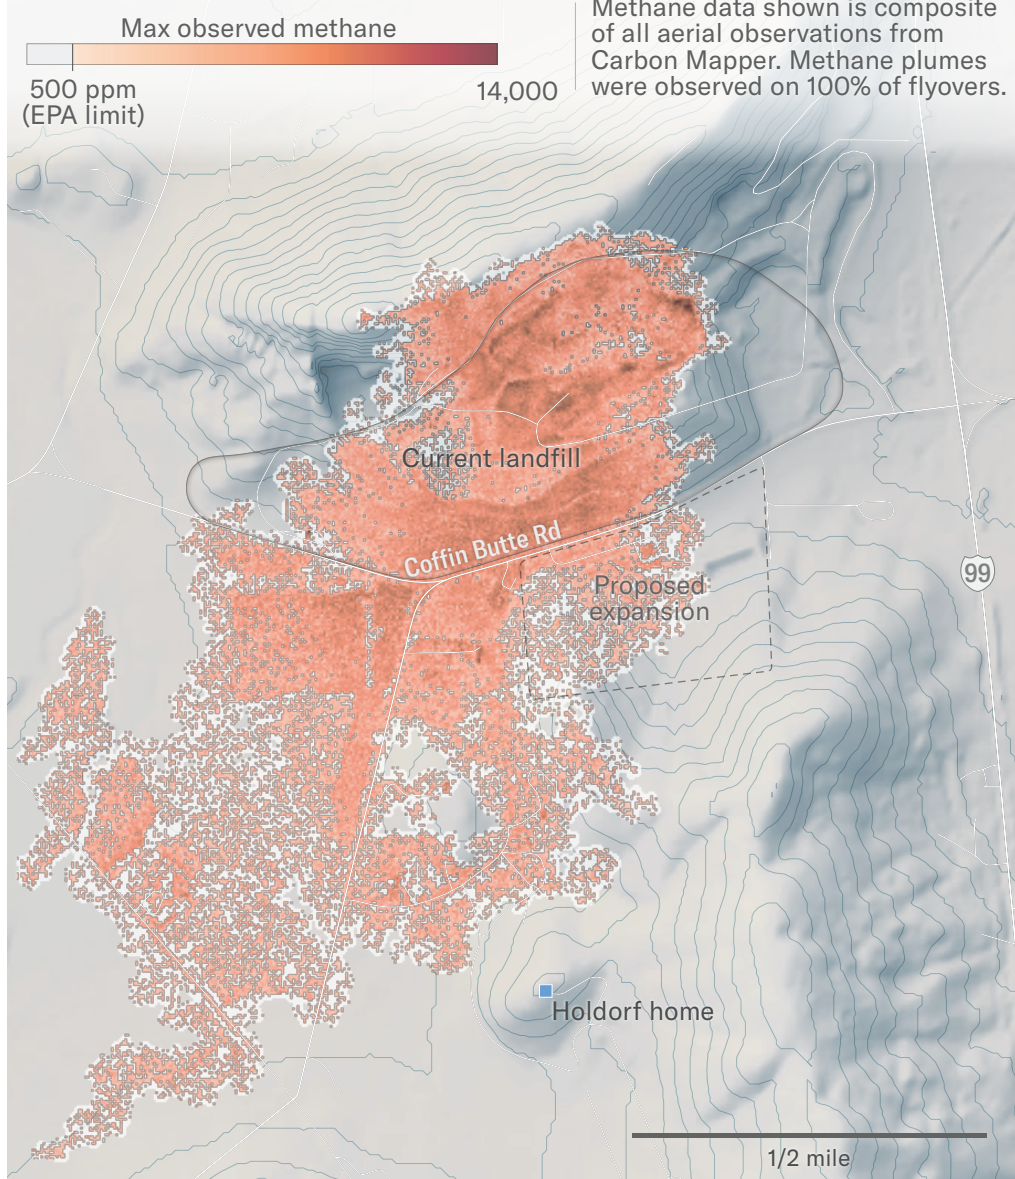 Max observed methane
500 ppm
(EPA limit)
14,000
Methane data shown is composite
of all aerial observations from
Carbon Mapper. Methane plumes
were observed on 100% of flyovers.
Current landfill
Coffin Butte Rd
Proposed
expansion
99
Holdorf home
1/2 mile